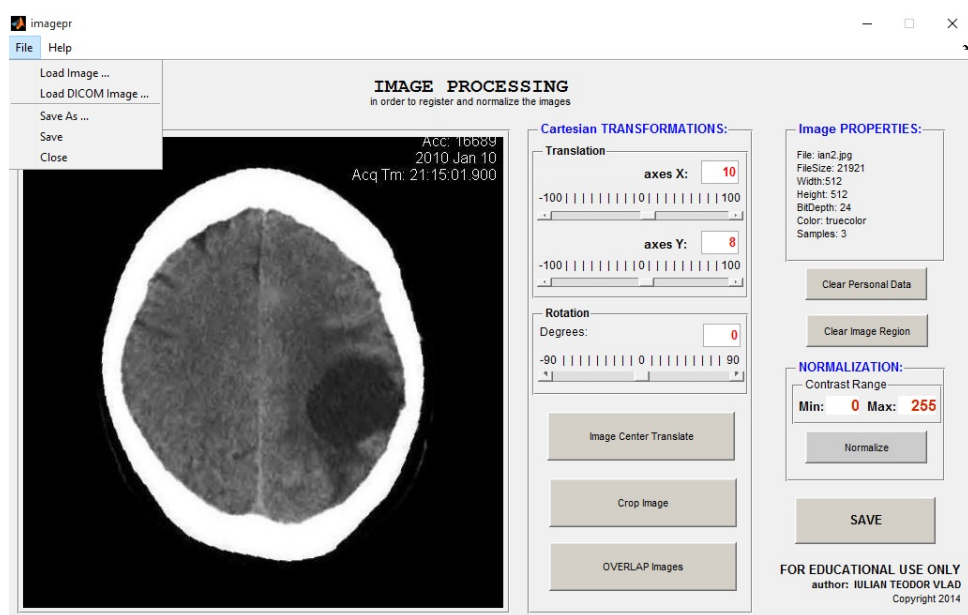 imagepr
File Help
Load Image ...
Load DICOM Image ...
Save As ...
Save
Close
IMAGE PROCESSING
in order to register and normalize the images
Acc: 16689
2010 Jan 10
Acq Tm: 21:15:01.900
Cartesian TRANSFORMATIONS:
Translation
axes X: 10
-100 | | | | | | | | | 0 | | | | | | | | | 100
axes Y: 8
-100 | | | | | | | | | 0 | | | | | | | | | 100
Rotation
Degrees: 0
-90 | | | | | | | | | 0 | | | | | | | | | 90
Image Center Translate
Crop Image
OVERLAP Images
Image PROPERTIES:
File: ian2.jpg
FileSize: 21921
Width:512
Height: 512
BitDepth: 24
Color: truecolor
Samples: 3
Clear Personal Data
Clear Image Region
NORMALIZATION:
Contrast Range
Min: 0 Max: 255
Normalize
SAVE
FOR EDUCATIONAL USE ONLY
author: IULIAN TEODOR VLAD
Copyright 2014